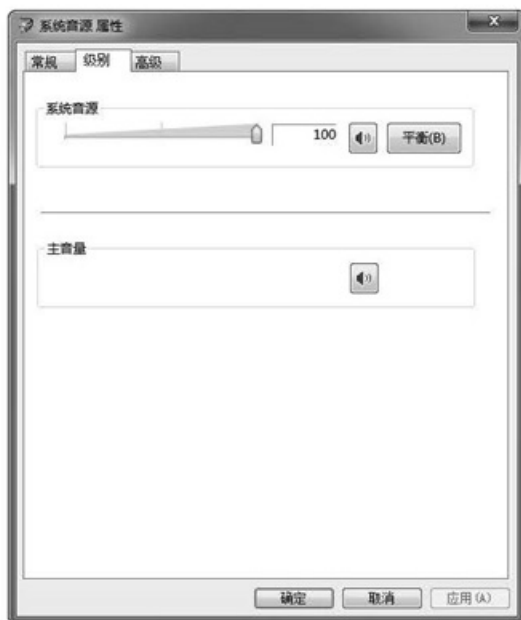 系统音源 属性
常规 级别 高级
系统音源
100 平衡(B)
主音量
确定 取消 应用(A)